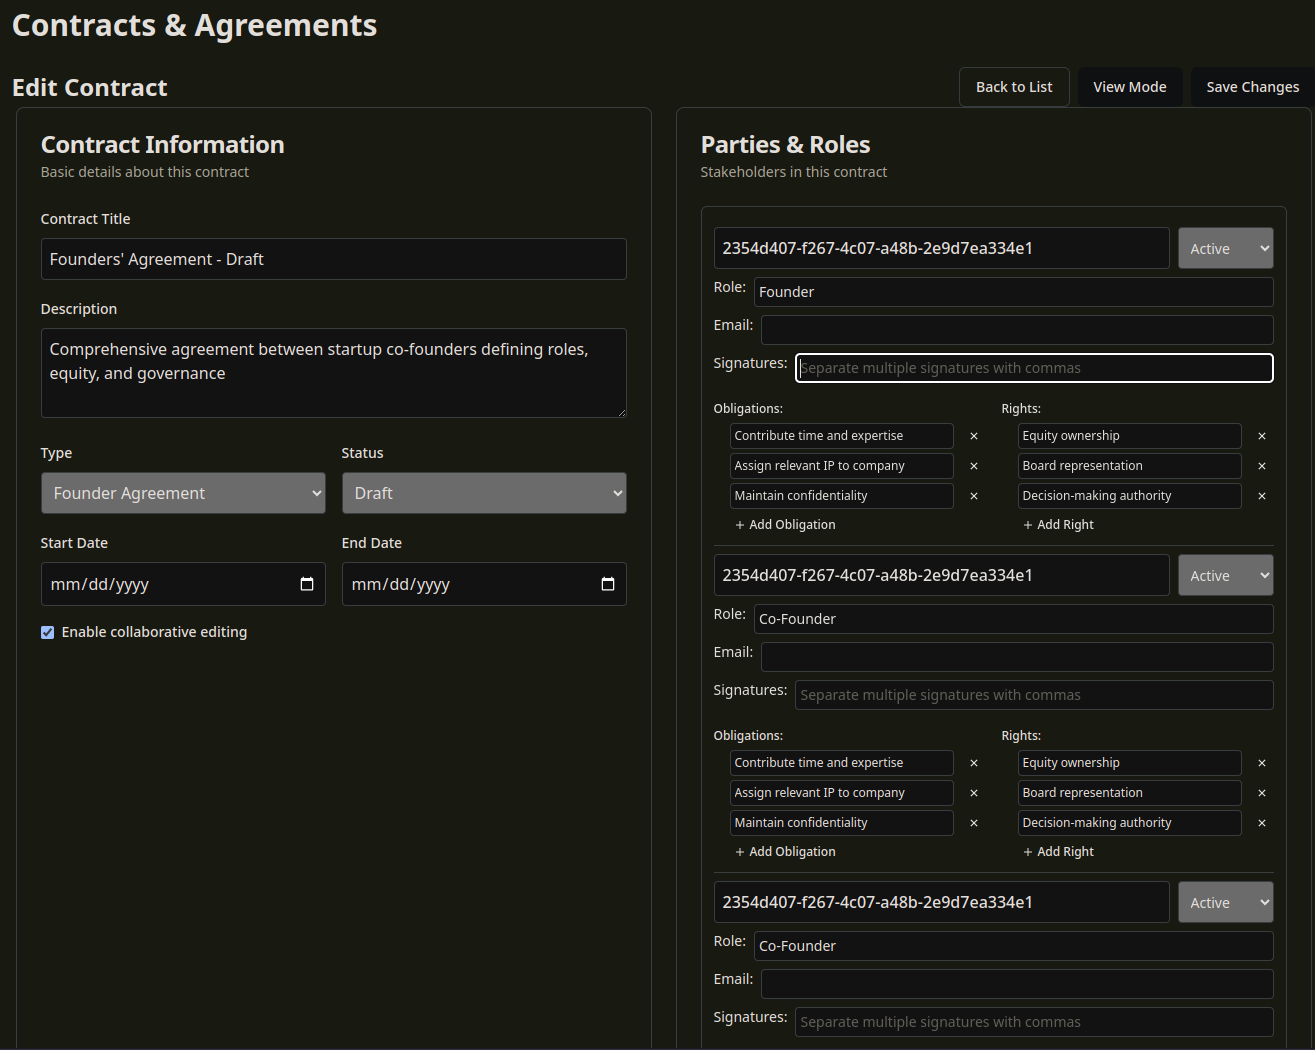 Contracts & Agreements
Edit Contract
Back to List
View Mode
Save Changes
Contract Information
Basic details about this contract
Contract Title
Founders' Agreement - Draft
Description
Comprehensive agreement between startup co-founders defining roles,
equity, and governance
Type
Status
Founder Agreement
Draft
Start Date
End Date
mm/dd/yyyy
mm/dd/yyyy
Enable collaborative editing
Parties & Roles
Stakeholders in this contract
2354d407-f267-4c07-a48b-2e9d7ea334e1
Active
Role:
Founder
Email:
Signatures:
Separate multiple signatures with commas
Obligations:
Rights:
Contribute time and expertise
×
Equity ownership
×
Assign relevant IP to company
×
Board representation
×
Maintain confidentiality
×
Decision-making authority
×
+ Add Obligation
+ Add Right
2354d407-f267-4c07-a48b-2e9d7ea334e1
Active
Role:
Co-Founder
Email:
Signatures:
Separate multiple signatures with commas
Obligations:
Rights:
Contribute time and expertise
×
Equity ownership
×
Assign relevant IP to company
×
Board representation
×
Maintain confidentiality
×
Decision-making authority
×
+ Add Obligation
+ Add Right
2354d407-f267-4c07-a48b-2e9d7ea334e1
Active
Role:
Co-Founder
Email:
Signatures:
Separate multiple signatures with commas